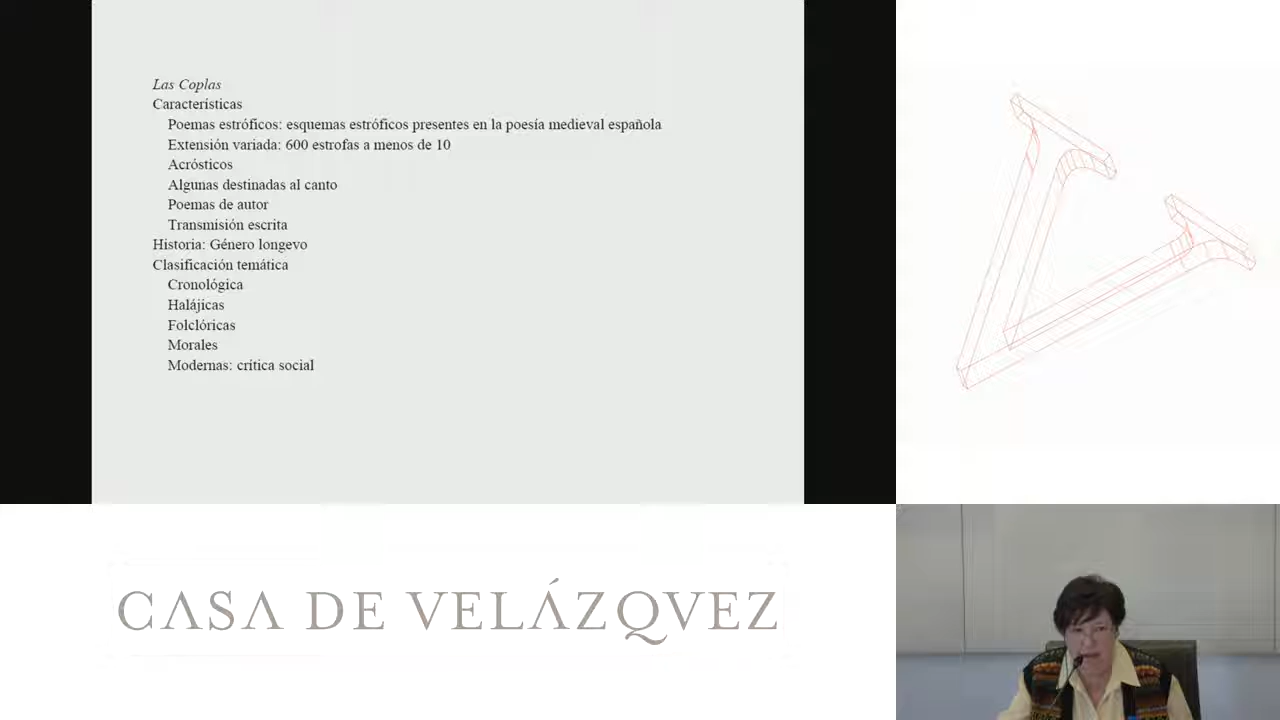 Las Coplas
Características
Poemas estróficos: esquemas estróficos presentes en la poesía medieval española
Extensión variada: 600 estrofas a menos de 10
Acrósticos
Algunas destinadas al canto
Poemas de autor
Transmisión escrita
Historia: Género longevo
Clasificación temática
Cronológica
Halájicas
Folclóricas
Morales
Modernas: crítica social
CASA DE VELÁZQVEZ